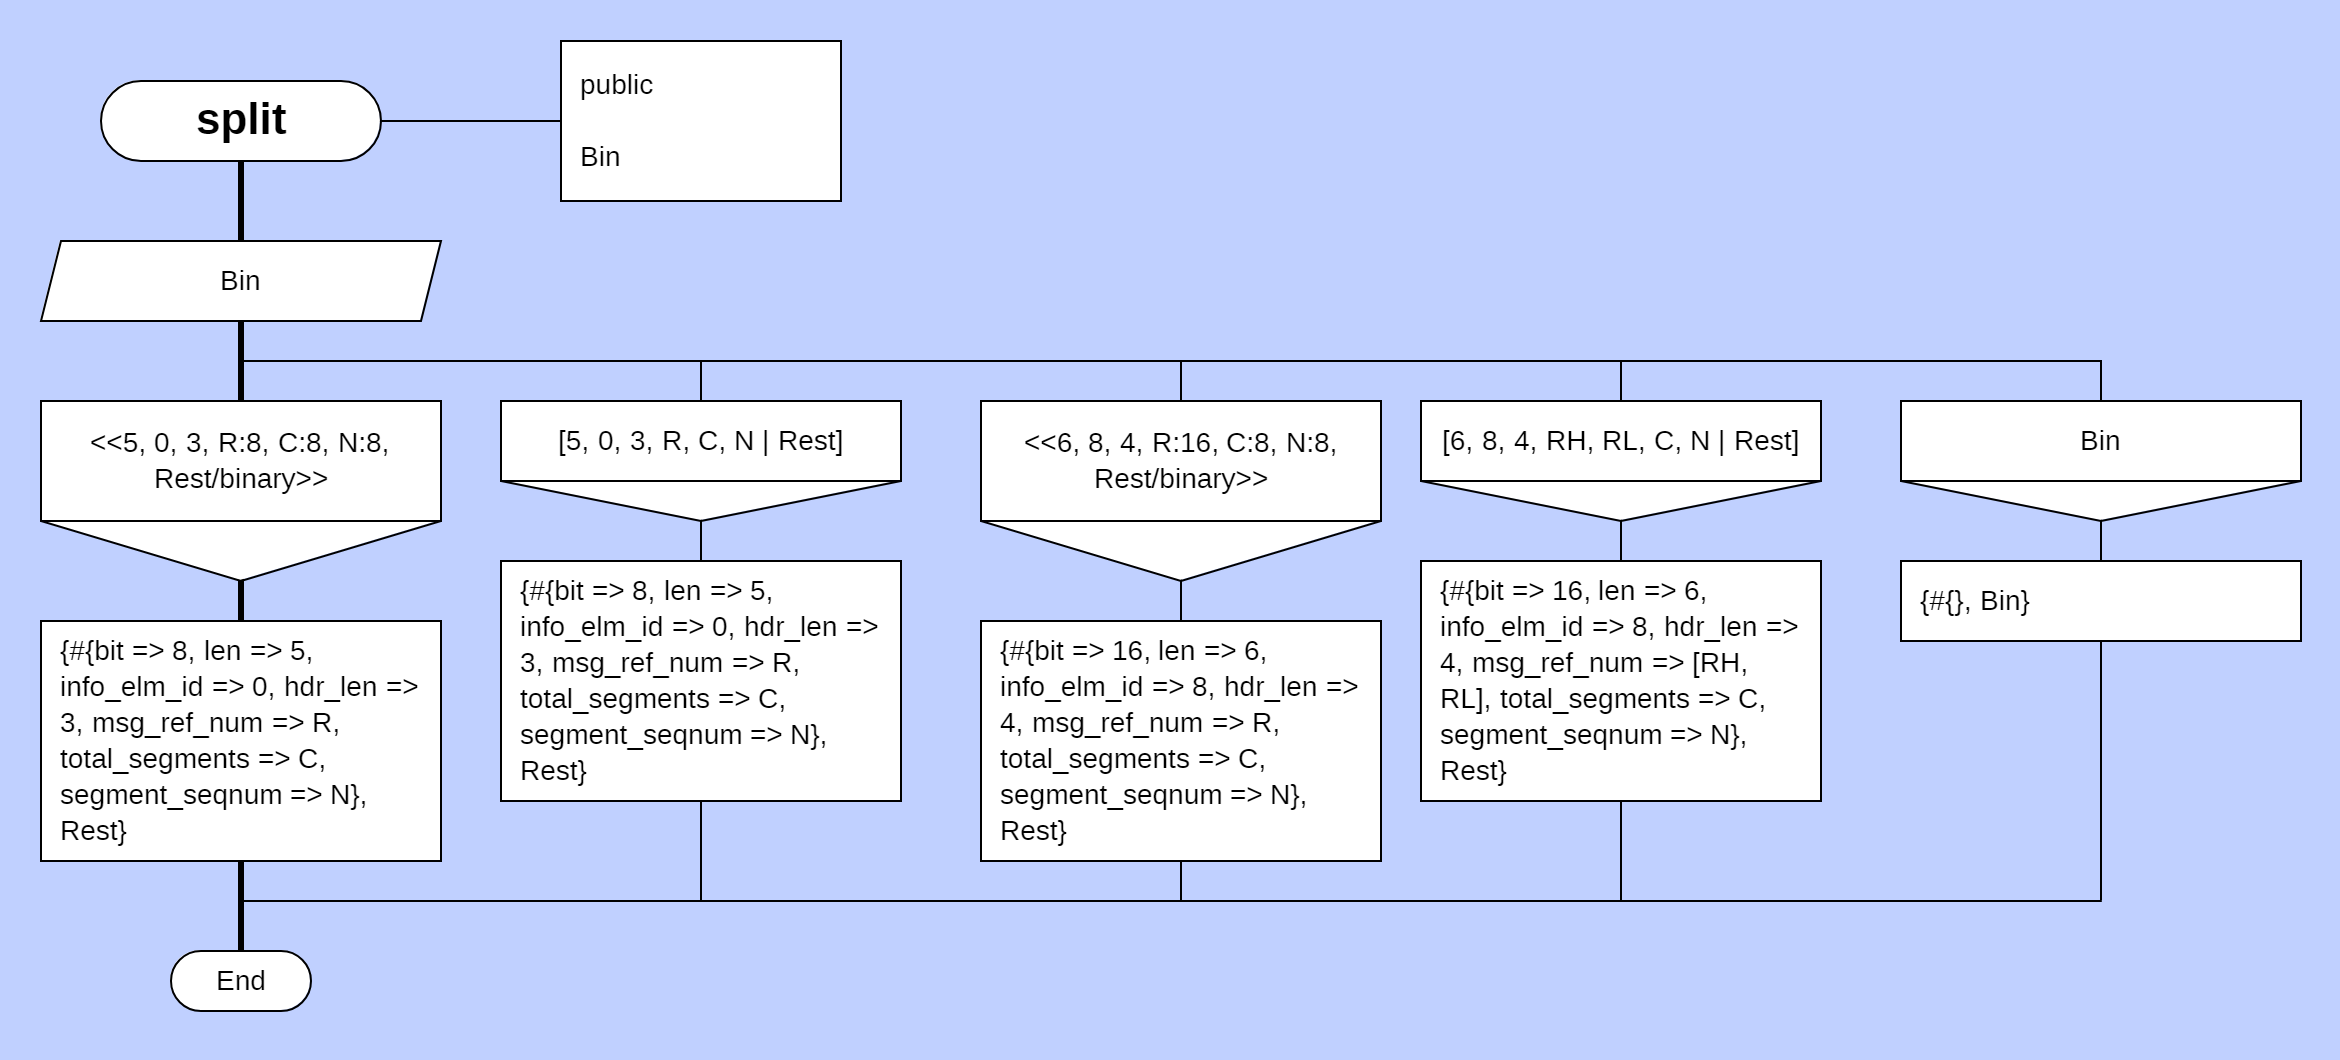 split
public
Bin
Bin
<<5, 0, 3, R:8, C:8, N:8,
Rest/binary>>
{#{bit => 8, len => 5,
info_elm_id => 0, hdr_len =>
3, msg_ref_num => R,
total_segments => C,
segment_seqnum => N},
Rest}
[5, 0, 3, R, C, N | Rest]
{#{bit => 8, len => 5,
info_elm_id => 0, hdr_len =>
3, msg_ref_num => R,
total_segments => C,
segment_seqnum => N},
Rest}
<<6, 8, 4, R:16, C:8, N:8,
Rest/binary>>
{#{bit => 16, len => 6,
info_elm_id => 8, hdr_len =>
4, msg_ref_num => R,
total_segments => C,
segment_seqnum => N},
Rest}
[6, 8, 4, RH, RL, C, N | Rest]
{#{bit => 16, len => 6,
info_elm_id => 8, hdr_len =>
4, msg_ref_num => [RH,
RL], total_segments => C,
segment_seqnum => N},
Rest}
Bin
{#{}, Bin}
End